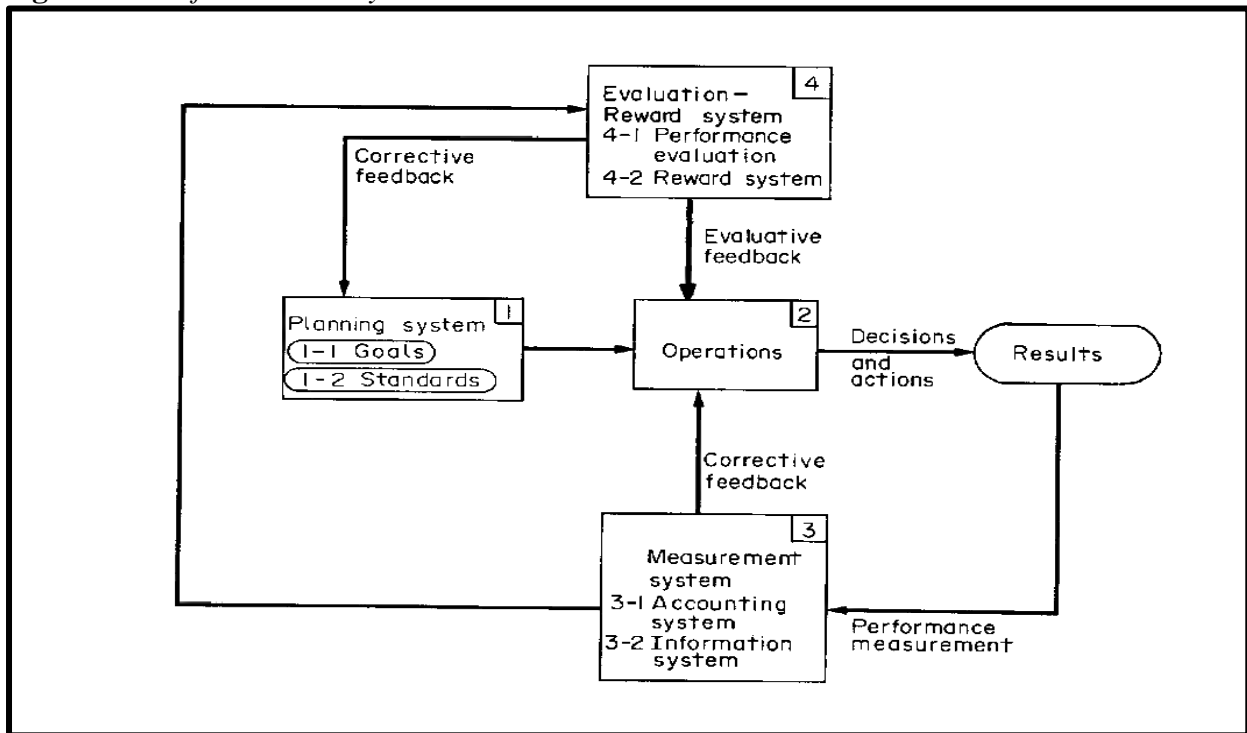 4
Evaluation-
Reward system
4-1 Performance
evaluation
4-2 Reward system
Corrective
feedback
Evaluative
feedback
1
Planning system
1-1 Goals
1-2 Standards
2
Operations
Decisions
and
actions
Results
Corrective
feedback
3
Measurement
system
3-1 Accounting
system
3-2 Information
system
Performance
measurement